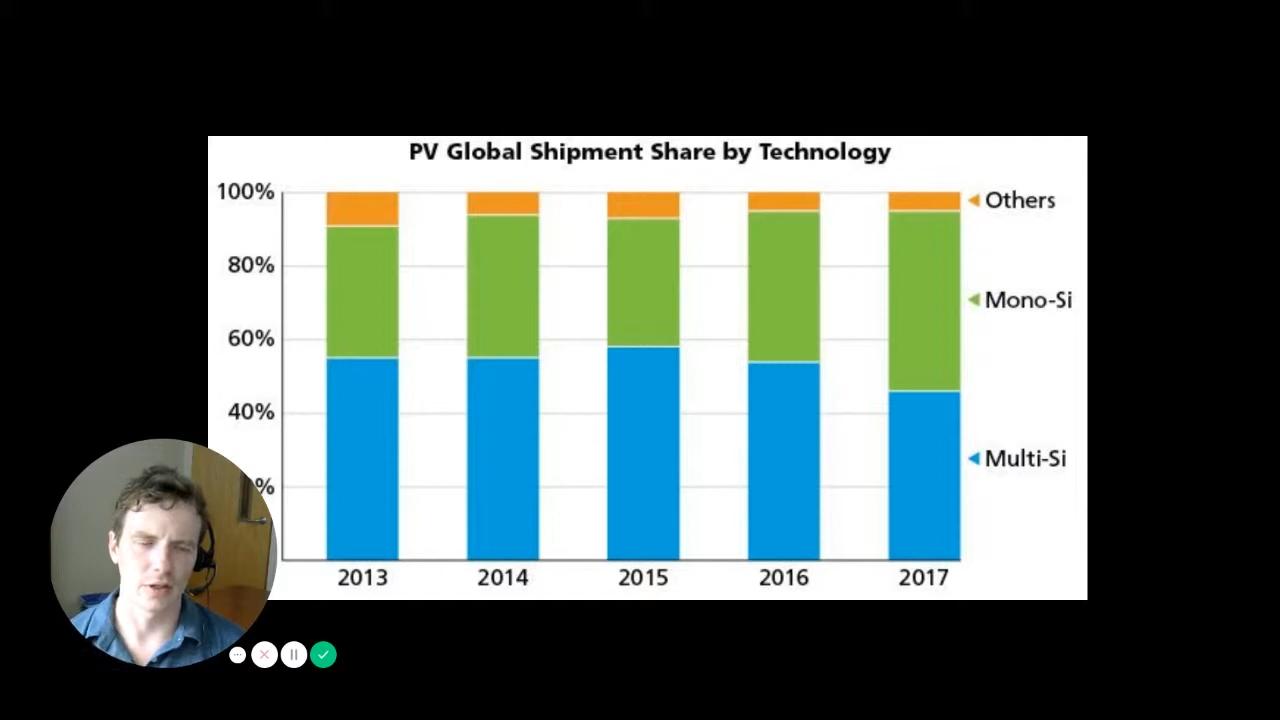 PV Global Shipment Share by Technology
100%
Others
80%
Mono-Si
60%
40%
Multi-Si
%
2013 2014 2015 2016 2017